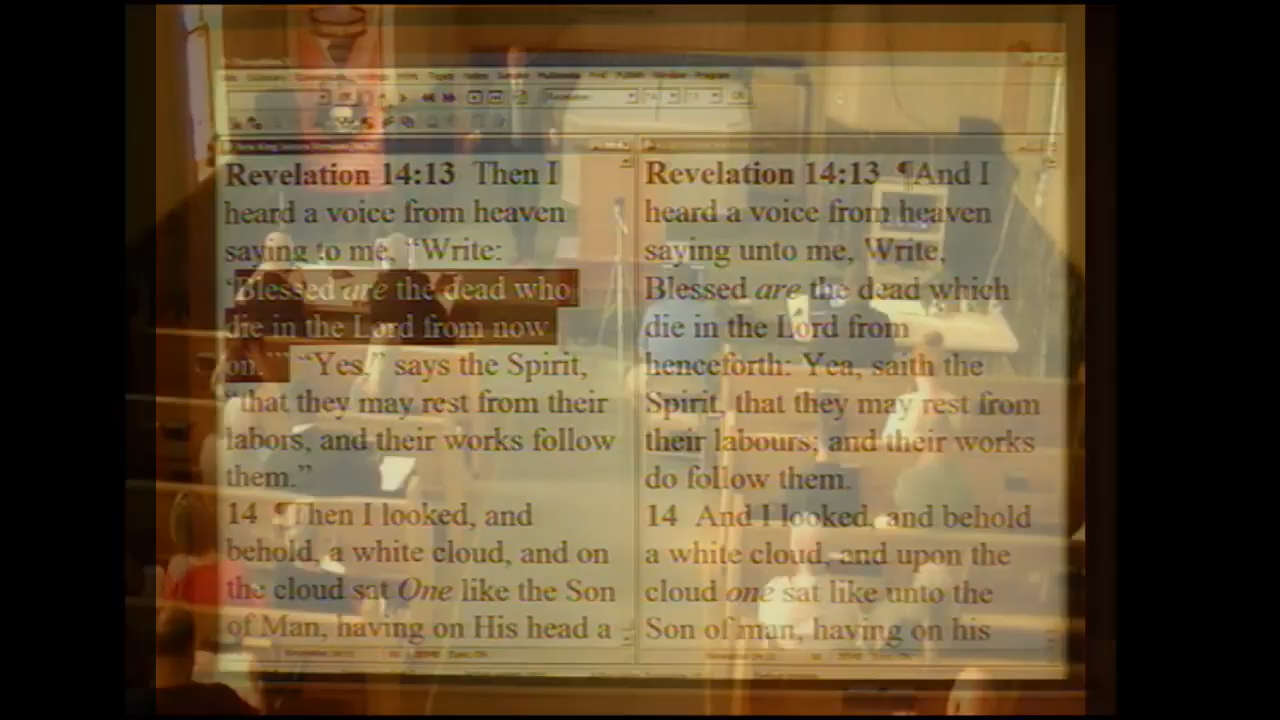 Revelation 14:13 Then I
heard a voice from heaven
saying to me, “Write:
‘Blessed are the dead who
die in the Lord from now
on.’” “Yes,” says the Spirit,
“that they may rest from their
labors, and their works follow
them.”
14 ¶Then I looked, and
behold, a white cloud, and on
the cloud sat One like the Son
of Man, having on His head a
Revelation 14:13 ¶And I
heard a voice from heaven
saying unto me, Write,
Blessed are the dead which
die in the Lord from
henceforth: Yea, saith the
Spirit, that they may rest from
their labours; and their works
do follow them.
14 And I looked, and behold
a white cloud, and upon the
cloud one sat like unto the
Son of man, having on his